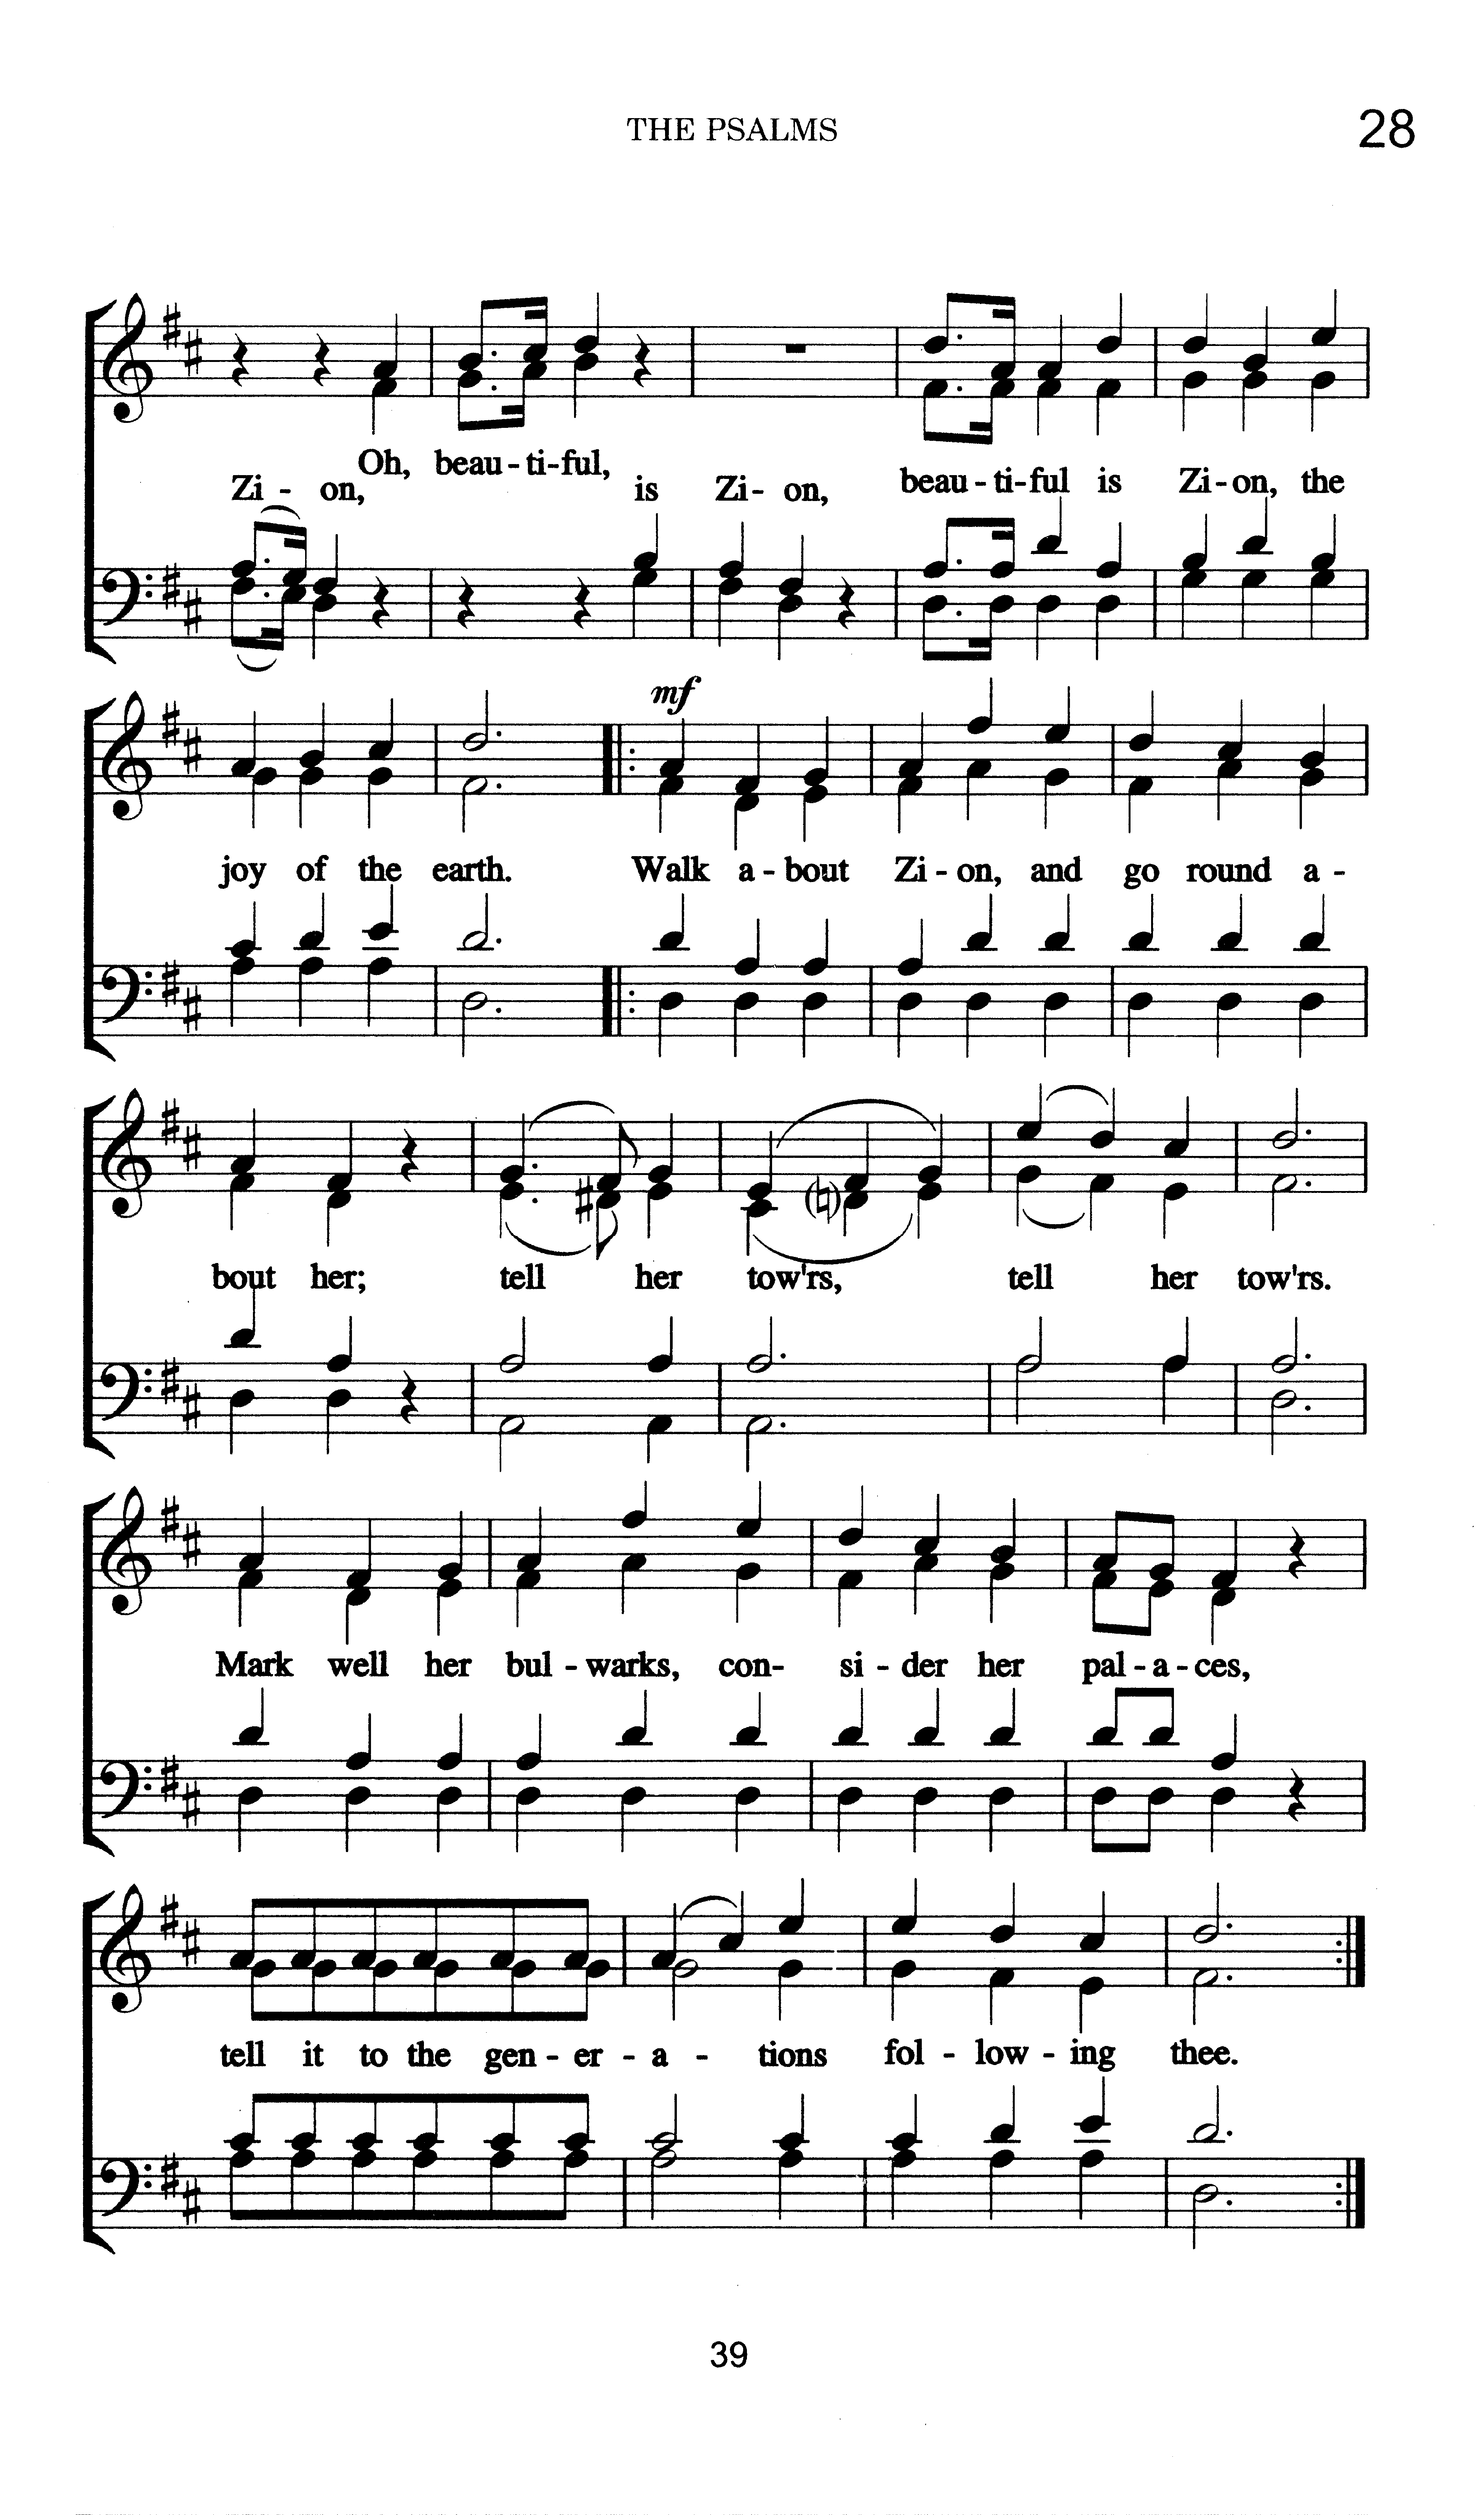 THE PSALMS
28
Oh, beau - ti - ful,
Zi - on, is Zi - on, beau - ti - ful is Zi - on, the
mf
joy of the earth. Walk a - bout Zi - on, and go round a -
bout her; tell her tow'rs, tell her tow'rs.
Mark well her bul - warks, con- si - der her pal - a - ces,
tell it to the gen - er - a - tions fol - low - ing thee.
39